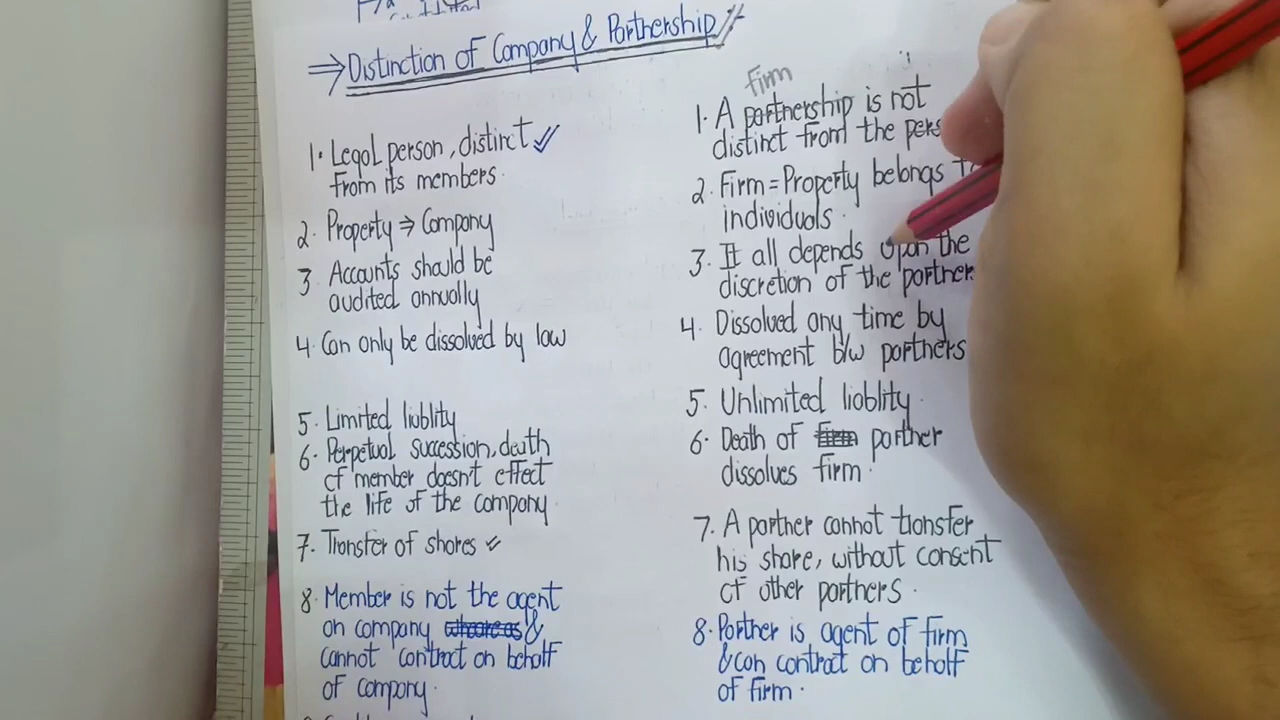 ⇒ Distinction of Company & Partnership
1. Legal person, distinct ✓
from its members.
2. Property ⇒ Company
3. Accounts should be
audited annually
4. Can only be dissolved by law
5. Limited liablity
6. Perpetual succession, death
of member doesn't effect
the life of the company.
7. Transfer of shares ✓
8. Member is not the agent
on company &
cannot contract on behalf
of company.
firm
1. A partnership is not
distinct from the pers
2. Firm = Property belongs to
individuals.
3. It all depends upon the
discretion of the partner
4. Dissolved any time by
agreement b/w partners
5. Unlimited lioblity.
6. Death of partner
dissolves firm.
7. A partner cannot transfer
his share, without consent
of other partners.
8. Partner is agent of firm
& can contract on behalf
of firm.